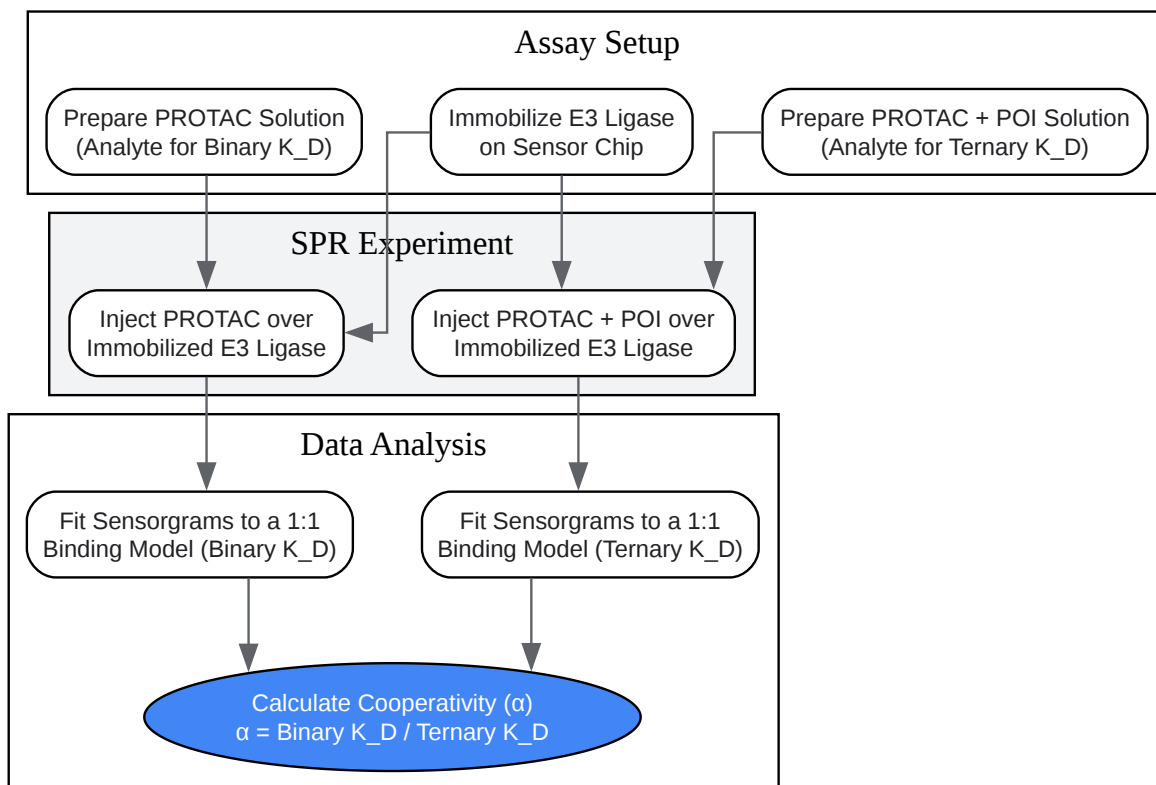 Assay Setup
Prepare PROTAC Solution
(Analyte for Binary K_D)
Immobilize E3 Ligase
on Sensor Chip
Prepare PROTAC + POI Solution
(Analyte for Ternary K_D)
SPR Experiment
Inject PROTAC over
Immobilized E3 Ligase
Inject PROTAC + POI over
Immobilized E3 Ligase
Data Analysis
Fit Sensorgrams to a 1:1
Binding Model (Binary K_D)
Fit Sensorgrams to a 1:1
Binding Model (Ternary K_D)
Calculate Cooperativity (α)
α = Binary K_D / Ternary K_D